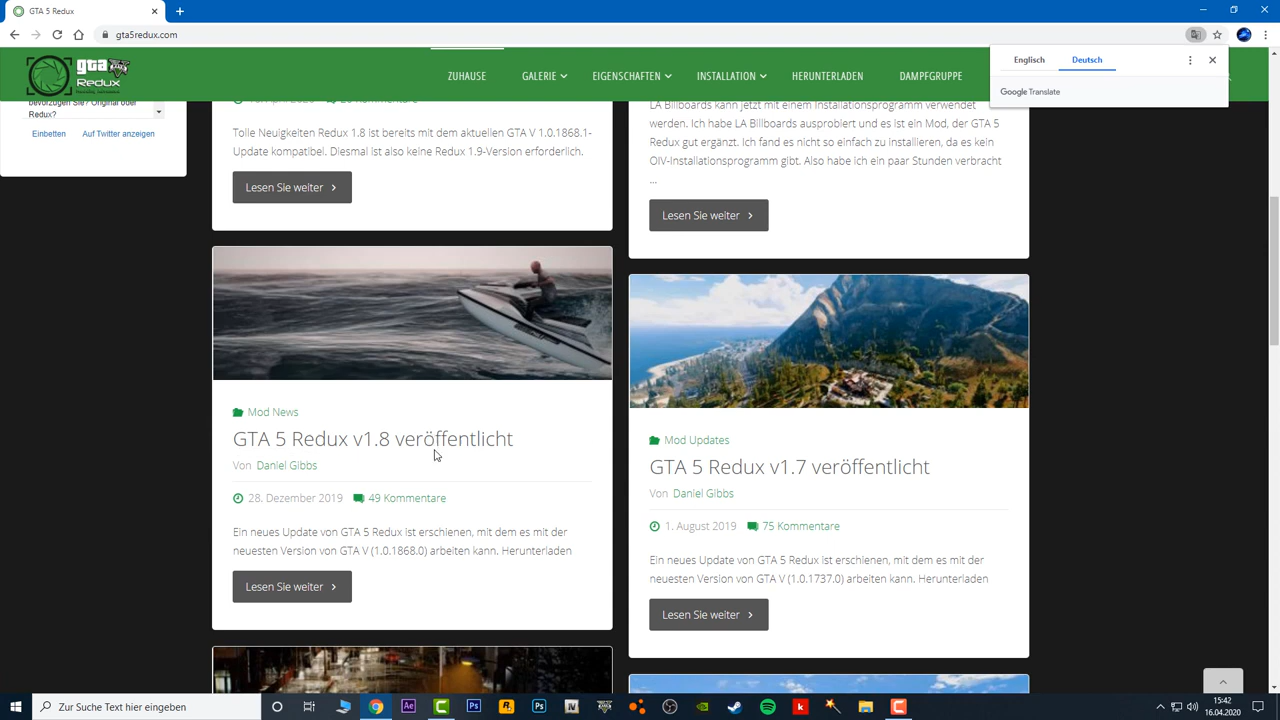 GTA 5 Redux
gta5redux.com
gta
Redux
ZUHAUSE
GALERIE
EIGENSCHAFTEN
INSTALLATION
HERUNTERLADEN
DAMPFGRUPPE
Englisch
Deutsch
Google Translate
bevorzugen Sie? Original oder
Redux?
Einbetten
Auf Twitter anzeigen
Tolle Neuigkeiten Redux 1.8 ist bereits mit dem aktuellen GTA V 1.0.1868.1-
Update kompatibel. Diesmal ist also keine Redux 1.9-Version erforderlich.
Lesen Sie weiter
LA Billboards kann jetzt mit einem Installationsprogramm verwendet
werden. Ich habe LA Billboards ausprobiert und es ist ein Mod, der GTA 5
Redux gut ergänzt. Ich fand es nicht so einfach zu installieren, da es kein
OIV-Installationsprogramm gibt. Also habe ich ein paar Stunden verbracht
...
Lesen Sie weiter
Mod News
GTA 5 Redux v1.8 veröffentlicht
Von Daniel Gibbs
28. Dezember 2019
49 Kommentare
Ein neues Update von GTA 5 Redux ist erschienen, mit dem es mit der
neuesten Version von GTA V (1.0.1868.0) arbeiten kann. Herunterladen
Lesen Sie weiter
Mod Updates
GTA 5 Redux v1.7 veröffentlicht
Von Daniel Gibbs
1. August 2019
75 Kommentare
Ein neues Update von GTA 5 Redux ist erschienen, mit dem es mit der
neuesten Version von GTA V (1.0.1737.0) arbeiten kann. Herunterladen
Lesen Sie weiter
Zur Suche Text hier eingeben
15:42
16.04.2020